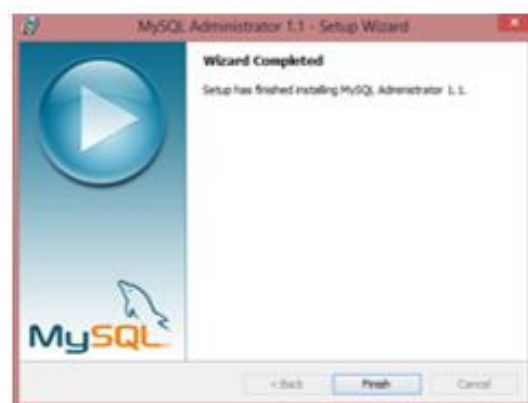 MySQL Administrator 1.1 - Setup Wizard
Wizard Completed
Setup has finished installing MySQL Administrator 1.1.
MySQL
< Back
Finish
Cancel